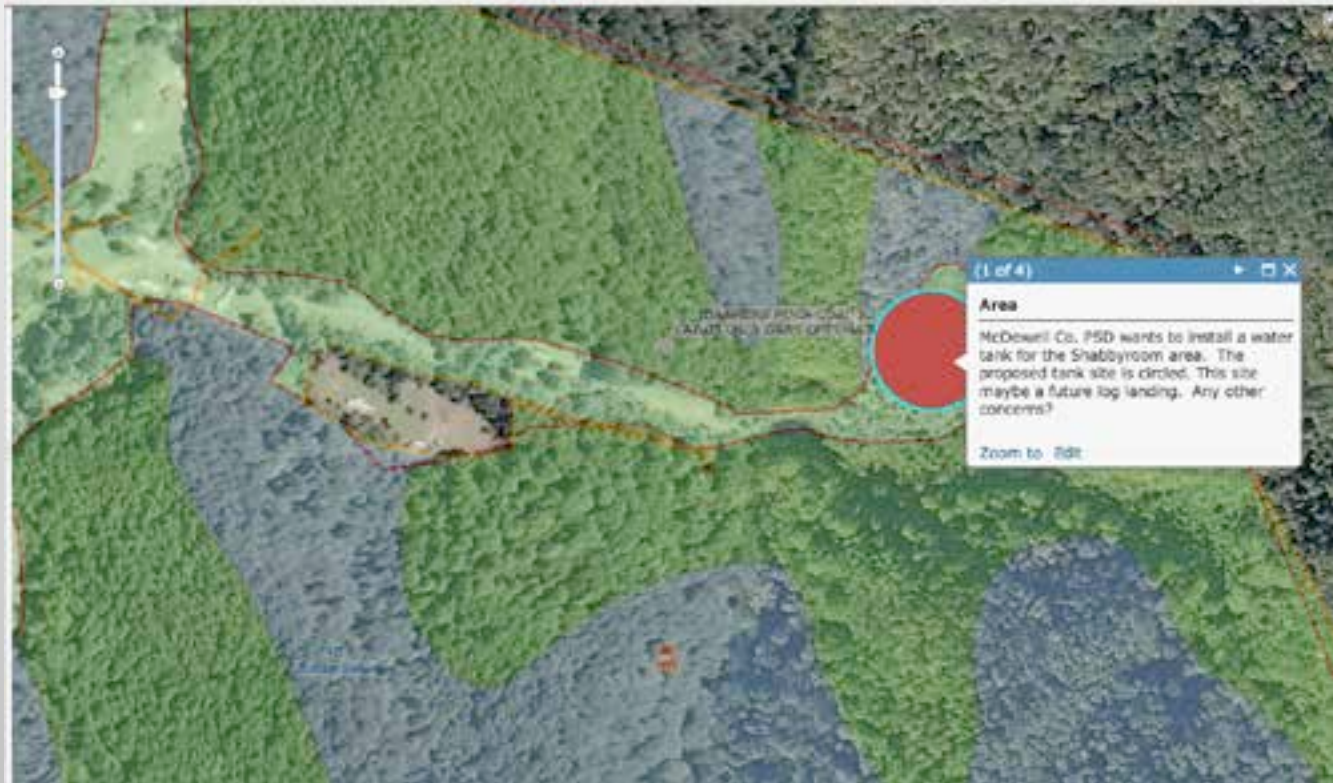 (1 of 4)
Area
McDowell Co. PSD wants to install a water
tank for the Shabbyroom area. The
proposed tank site is circled. This site
maybe a future log landing. Any other
concerns?
Zoom to Edit